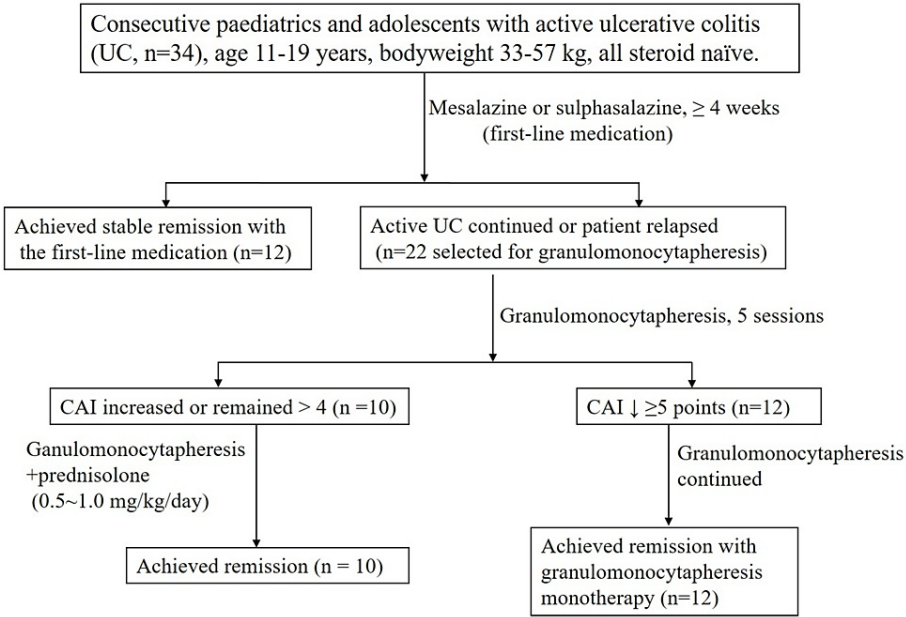 Consecutive paediatrics and adolescents with active ulcerative colitis
(UC, n=34), age 11-19 years, bodyweight 33-57 kg, all steroid naïve.
Mesalazine or sulphasalazine, ≥ 4 weeks
(first-line medication)
Achieved stable remission with
the first-line medication (n=12)
Active UC continued or patient relapsed
(n=22 selected for granulomonocytapheresis)
Granulomonocytapheresis, 5 sessions
CAI increased or remained > 4 (n =10)
CAI ↓ ≥5 points (n=12)
Ganulomonocytapheresis
+prednisolone
(0.5~1.0 mg/kg/day)
Granulomonocytapheresis
continued
Achieved remission (n = 10)
Achieved remission with
granulomonocytapheresis
monotherapy (n=12)